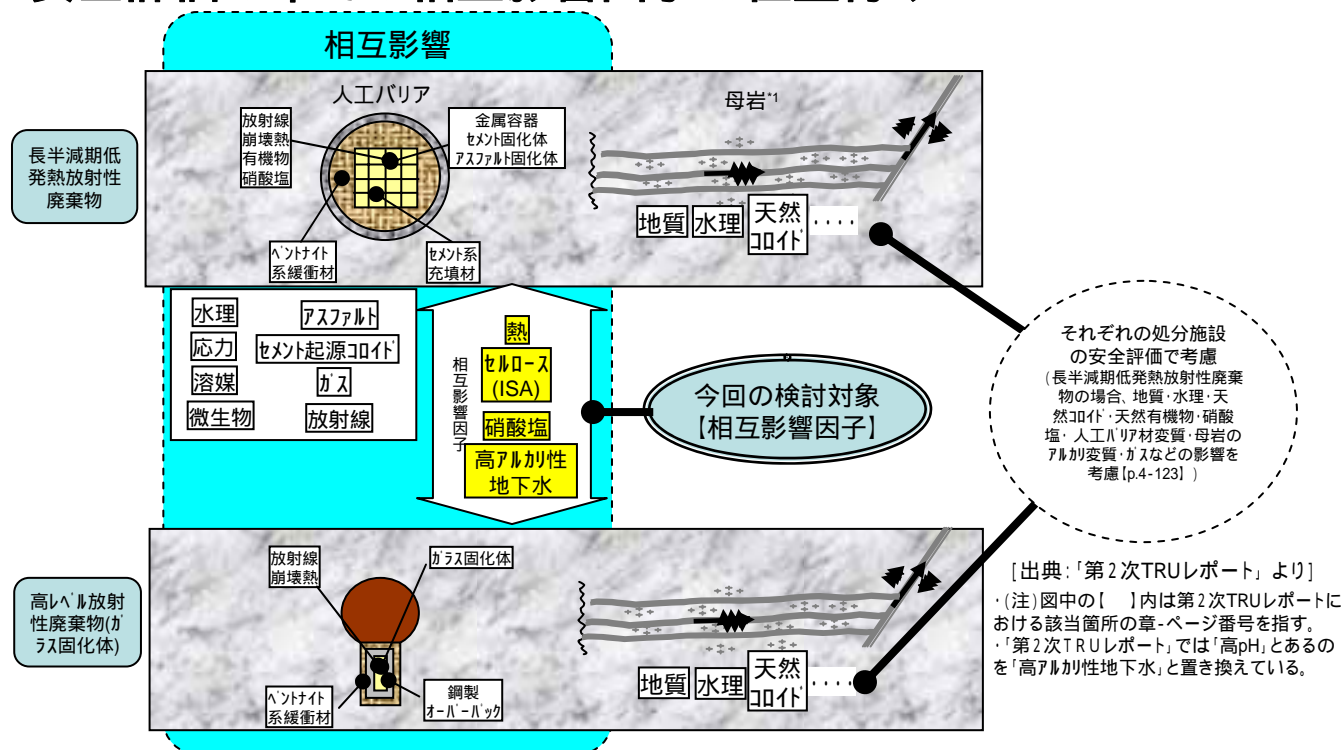 相互影響
人工バリア
母岩*1
長半減期低
発熱放射性
廃棄物
放射線
崩壊熱
有機物
硝酸塩
金属容器
セメント固化体
アスファルト固化体
ベントナイト
系緩衝材
セメント系
充填材
地質
水理
天然
コロイド
・・・・
水理
応力
溶媒
微生物
アスファルト
セメント起源コロイド
ガス
放射線
相互影響因子
熱
セルロース
(ISA)
硝酸塩
高アルカリ性
地下水
今回の検討対象
【相互影響因子】
それぞれの処分施設
の安全評価で考慮
(長半減期低発熱放射性廃棄
物の場合、地質・水理・天
然コロイド・天然有機物・硝酸
塩・人工バリア材変質・母岩の
アルカリ変質・ガスなどの影響を
考慮【p.4-123】)
高レベル放射
性廃棄物(ガ
ラス固化体)
放射線
崩壊熱
ガラス固化体
ベントナイト
系緩衝材
鋼製
オーバーパック
地質
水理
天然
コロイド
・・・・
[出典:「第2次TRUレポート」より]
・(注)図中の【 】内は第2次TRUレポートに
おける該当箇所の章-ページ番号を指す。
・「第2次TRUレポート」では「高pH」とあるの
を「高アルカリ性地下水」と置き換えている。